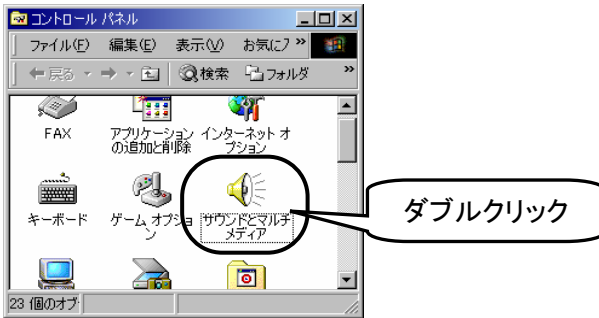 コントロール パネル
ファイル(F) 編集(E) 表示(V) お気に入 »
戻る 検索 フォルダ »
FAX アプリケーションの追加と削除 インターネット オプション
キーボード ゲーム オプション サウンドとマルチメディア
ダブルクリック
23 個のオブ